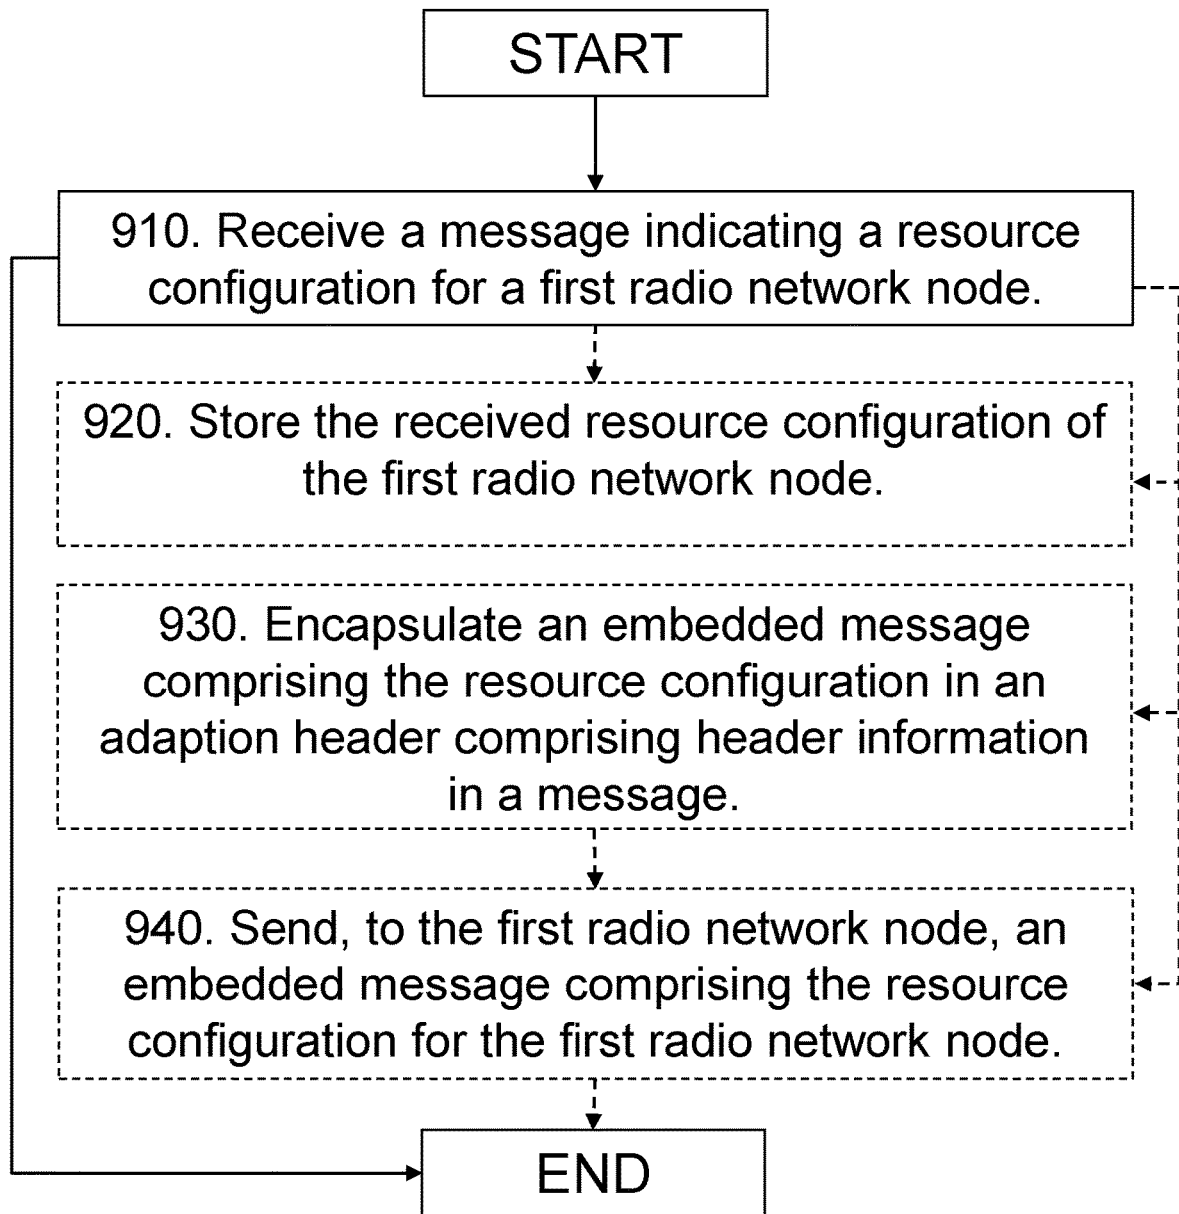 START
910. Receive a message indicating a resource
configuration for a first radio network node.
920. Store the received resource configuration of
the first radio network node.
930. Encapsulate an embedded message
comprising the resource configuration in an
adaption header comprising header information
in a message.
940. Send, to the first radio network node, an
embedded message comprising the resource
configuration for the first radio network node.
END